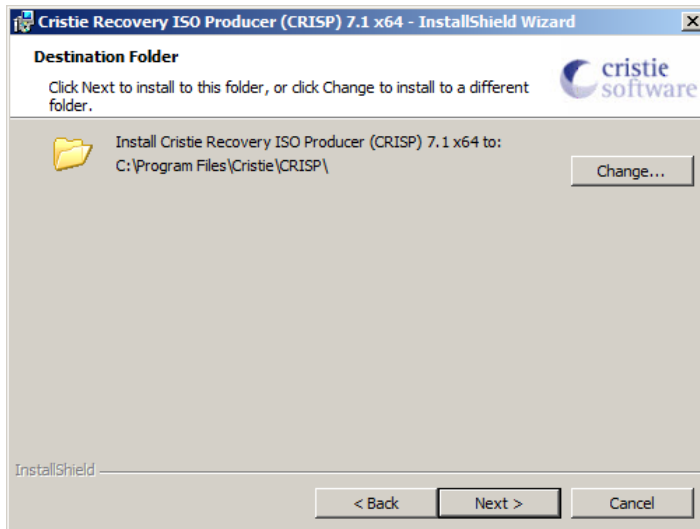 Cristie Recovery ISO Producer (CRISP) 7.1 x64 - InstallShield Wizard
Destination Folder
Click Next to install to this folder, or click Change to install to a different
folder.
cristie
software
Install Cristie Recovery ISO Producer (CRISP) 7.1 x64 to:
C:\Program Files\Cristie\CRISP\
Change...
InstallShield
< Back
Next >
Cancel